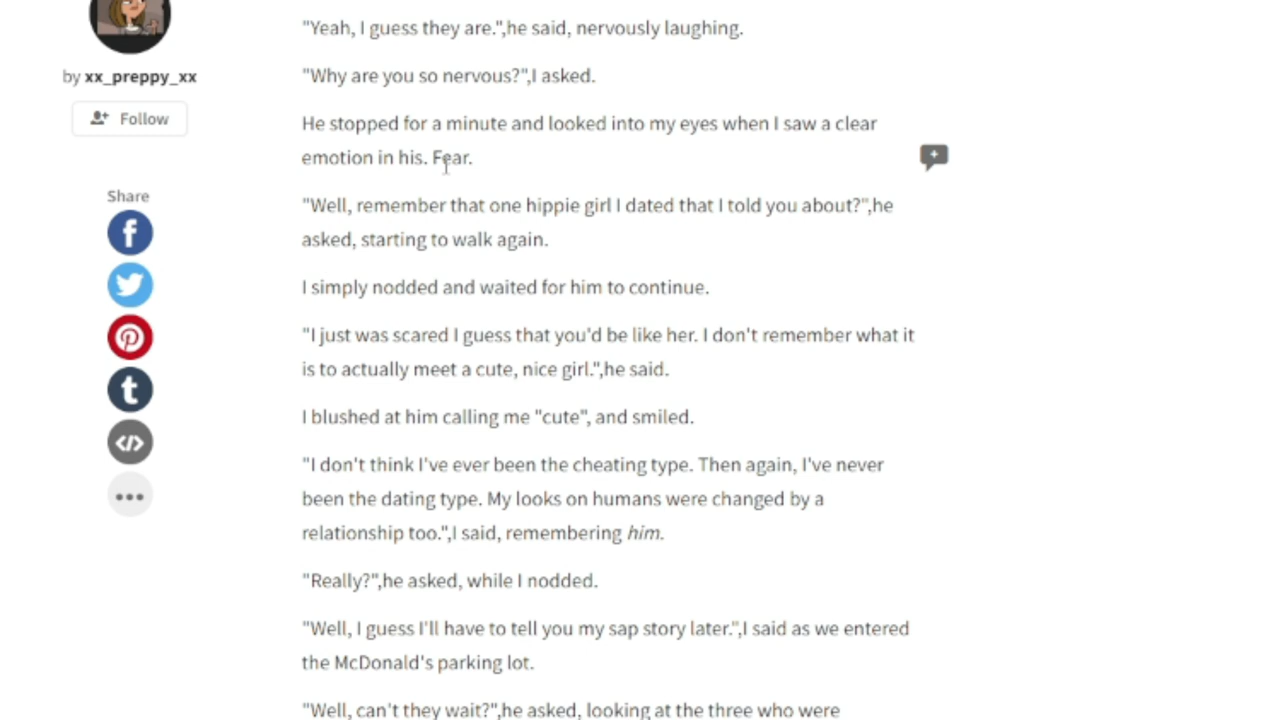 "Yeah, I guess they are.",he said, nervously laughing.
"Why are you so nervous?",I asked.
He stopped for a minute and looked into my eyes when I saw a clear
emotion in his. Fear.
"Well, remember that one hippie girl I dated that I told you about?",he
asked, starting to walk again.
I simply nodded and waited for him to continue.
"I just was scared I guess that you'd be like her. I don't remember what it
is to actually meet a cute, nice girl.",he said.
I blushed at him calling me "cute", and smiled.
"I don't think I've ever been the cheating type. Then again, I've never
been the dating type. My looks on humans were changed by a
relationship too.",I said, remembering him.
"Really?",he asked, while I nodded.
"Well, I guess I'll have to tell you my sap story later.",I said as we entered
the McDonald's parking lot.
"Well, can't they wait?",he asked, looking at the three who were
by xx_preppy_xx
Follow
Share